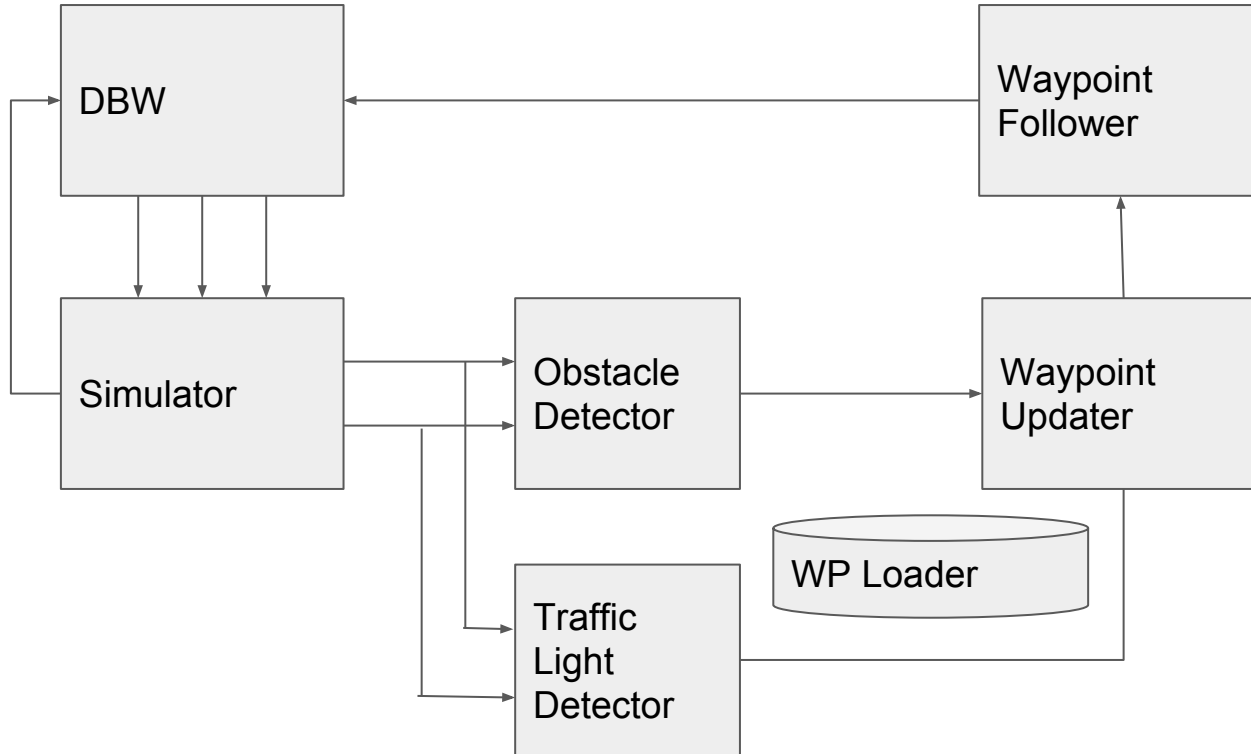 DBW
Waypoint
Follower
Simulator
Obstacle
Detector
Waypoint
Updater
WP Loader
Traffic
Light
Detector